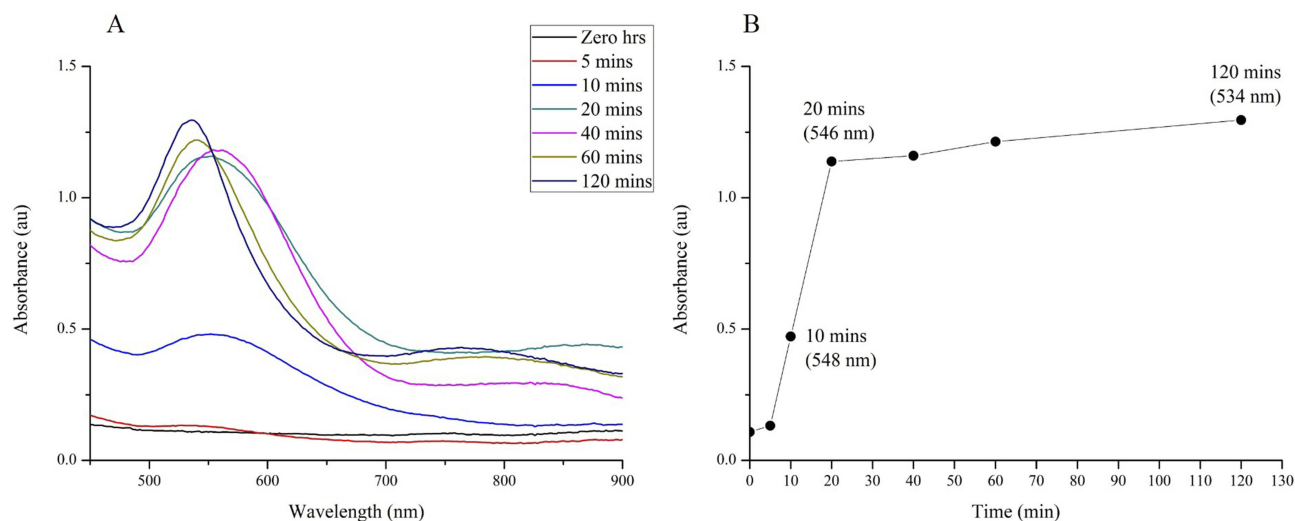 A
Zero hrs
5 mins
10 mins
20 mins
40 mins
60 mins
120 mins
1.5
1.0
0.5
0.0
Absorbance (au)
500
600
700
800
900
Wavelength (nm)
B
1.5
1.0
0.5
0.0
Absorbance (au)
20 mins
(546 nm)
120 mins
(534 nm)
10 mins
(548 nm)
0 10 20 30 40 50 60 70 80 90 100 110 120 130
Time (min)